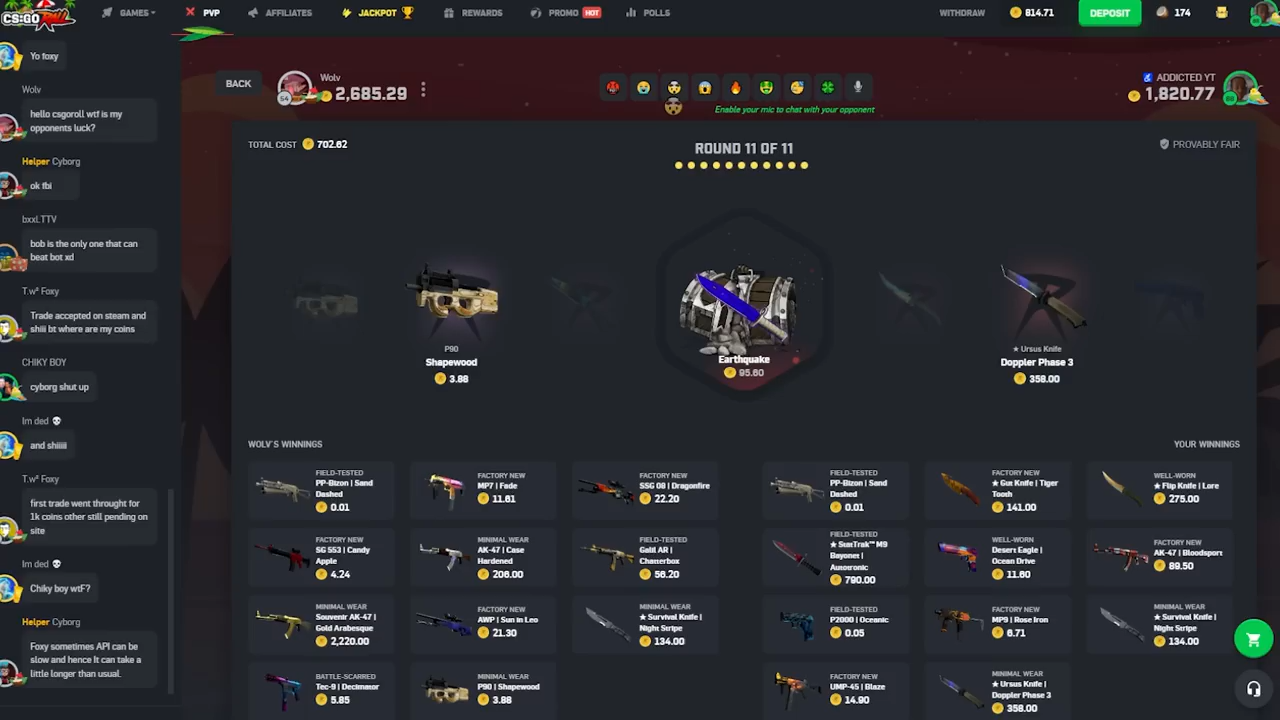 CS:GO ROLL
GAMES
PVP
AFFILIATES
JACKPOT
REWARDS
PROMO HOT
POLLS
WITHDRAW
814.71
DEPOSIT
174
Yo foxy
Wolv
hello csgoroll wtf is my
opponents luck?
Helper Cyborg
ok tbi
bxxl.TTV
bob is the only one that can
beat bot xd
T.w² Foxy
Trade accepted on steam and
shiii bt where are my coins
CHIKY BOY
cyborg shut up
Im ded
and shiiiii
T.w² Foxy
first trade went throught for
1k coins other still pending on
site
Im ded
Chiky boy wtF?
Helper Cyborg
Foxy sometimes API can be
slow and hence It can take a
little longer than usual.
BACK
54
Wolv
2,685.29
Enable your mic to chat with your opponent
ADDICTED YT
1,820.77
TOTAL COST 702.62
ROUND 11 OF 11
PROVABLY FAIR
P90
Shapewood
3.88
Earthquake
95.60
★ Ursus Knife
Doppler Phase 3
358.00
WOLV'S WINNINGS
YOUR WINNINGS
FIELD-TESTED
PP-Bizon | Sand
Dashed
0.01
FACTORY NEW
MP7 | Fade
11.61
FACTORY NEW
SSG 08 | Dragonfire
22.20
FIELD-TESTED
PP-Bizon | Sand
Dashed
0.01
FACTORY NEW
★ Gut Knife | Tiger
Tooth
141.00
WELL-WORN
★ Flip Knife | Lore
275.00
FACTORY NEW
SG 553 | Candy
Apple
4.24
MINIMAL WEAR
AK-47 | Case
Hardened
206.00
FIELD-TESTED
Galil AR |
Chatterbox
56.20
FIELD-TESTED
★ StatTrak™ M9
Bayonet |
Autotronic
790.00
WELL-WORN
Desert Eagle |
Ocean Drive
11.60
FACTORY NEW
AK-47 | Bloodsport
89.50
MINIMAL WEAR
Souvenir AK-47 |
Gold Arabesque
2,220.00
FACTORY NEW
AWP | Sun in Leo
21.30
MINIMAL WEAR
★ Survival Knife |
Night Stripe
134.00
FIELD-TESTED
P2000 | Oceanic
0.05
FACTORY NEW
MP9 | Rose Iron
6.71
MINIMAL WEAR
★ Survival Knife |
Night Stripe
134.00
BATTLE-SCARRED
Tec-9 | Decimator
5.85
MINIMAL WEAR
P90 | Shapewood
3.88
FACTORY NEW
UMP-45 | Blaze
14.90
MINIMAL WEAR
★ Ursus Knife |
Doppler Phase 3
358.00